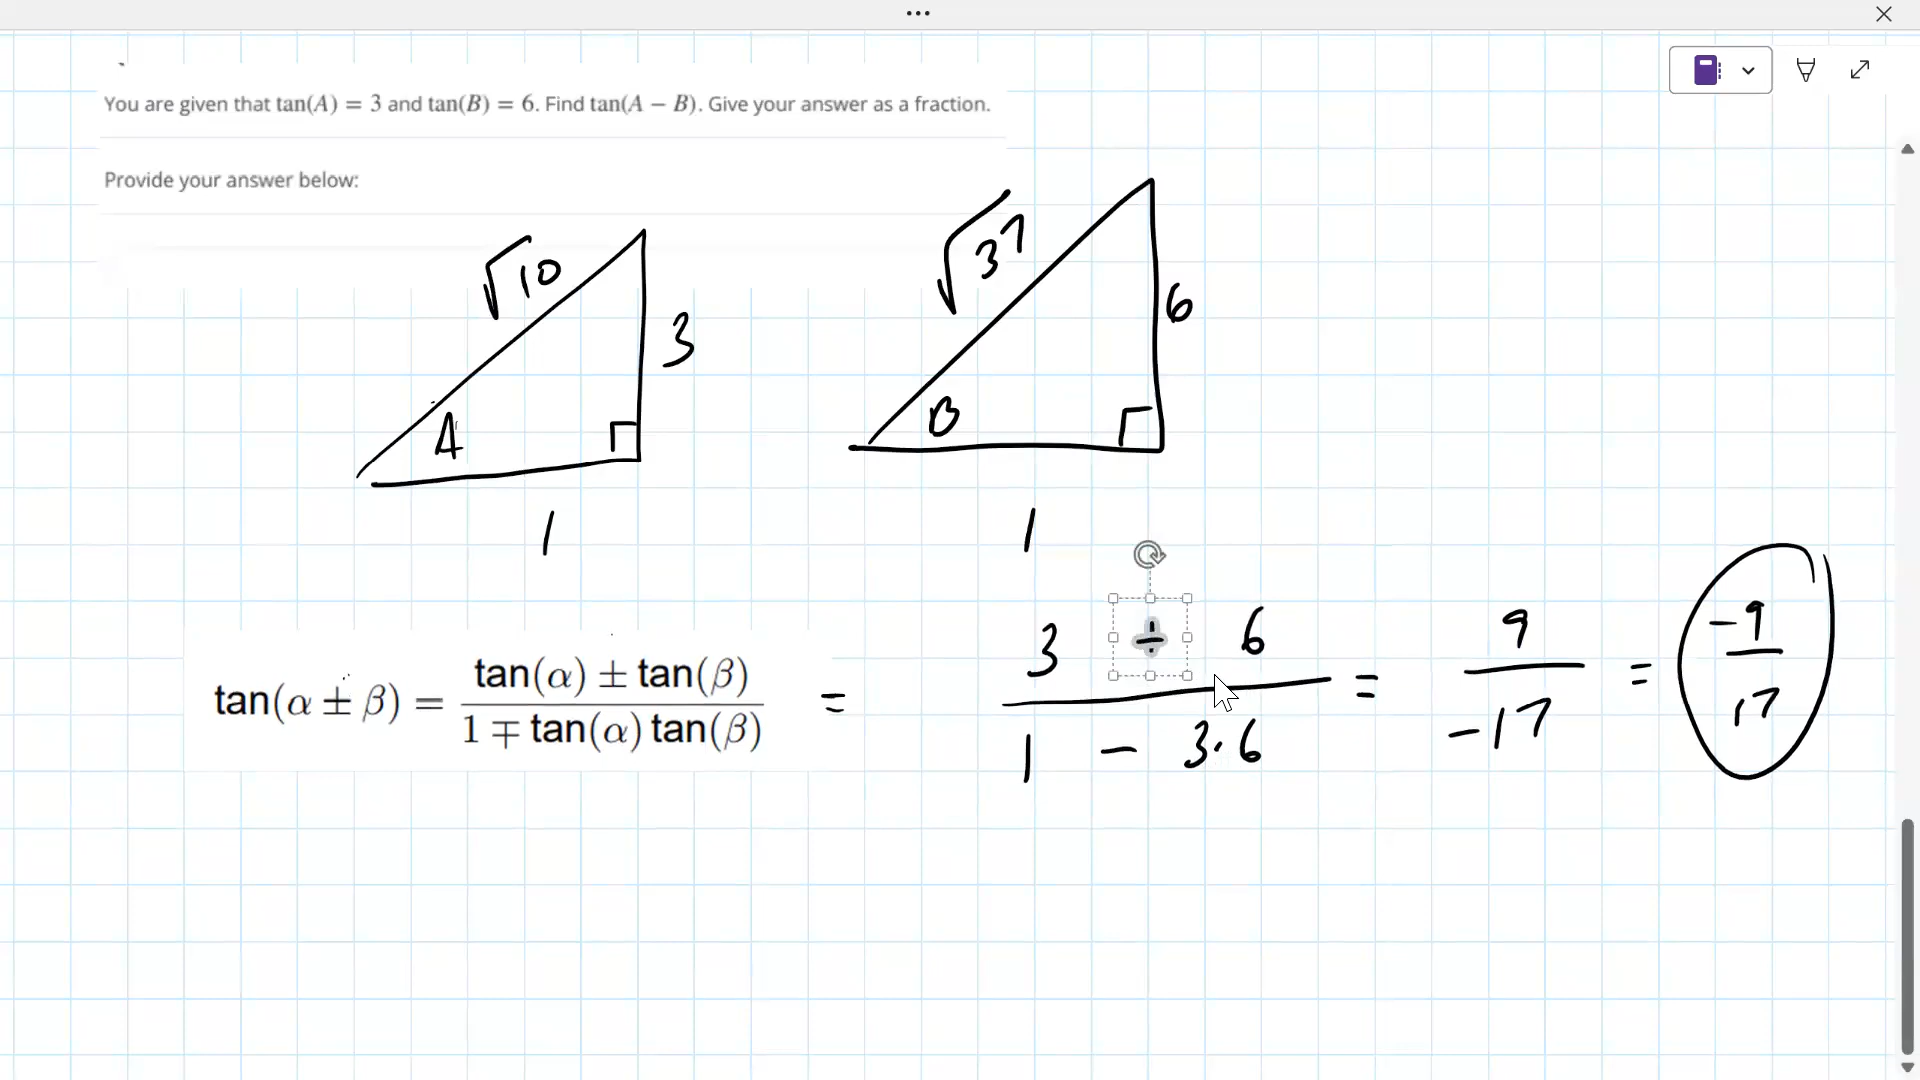 You are given that tan(A) = 3 and tan(B) = 6. Find tan(A − B). Give your answer as a fraction.
Provide your answer below:
√10
3
A
1
√37
6
B
1
tan(α ± β) = tan(α) ± tan(β) / 1 ∓ tan(α) tan(β) = 3 ÷ 6 / 1 − 3·6 = 9 / −17 = −9 / 17